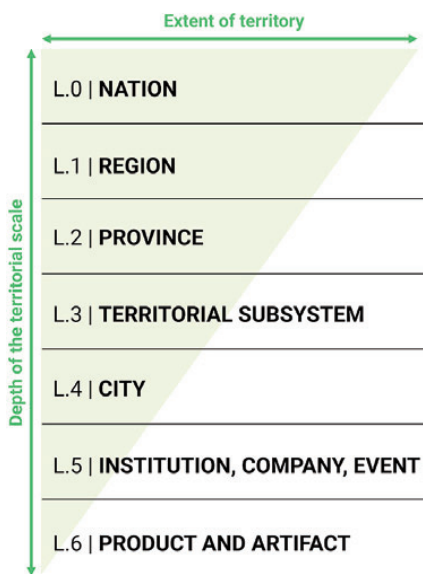 Extent of territory
Depth of the territorial scale
L.0 | NATION
L.1 | REGION
L.2 | PROVINCE
L.3 | TERRITORIAL SUBSYSTEM
L.4 | CITY
L.5 | INSTITUTION, COMPANY, EVENT
L.6 | PRODUCT AND ARTIFACT